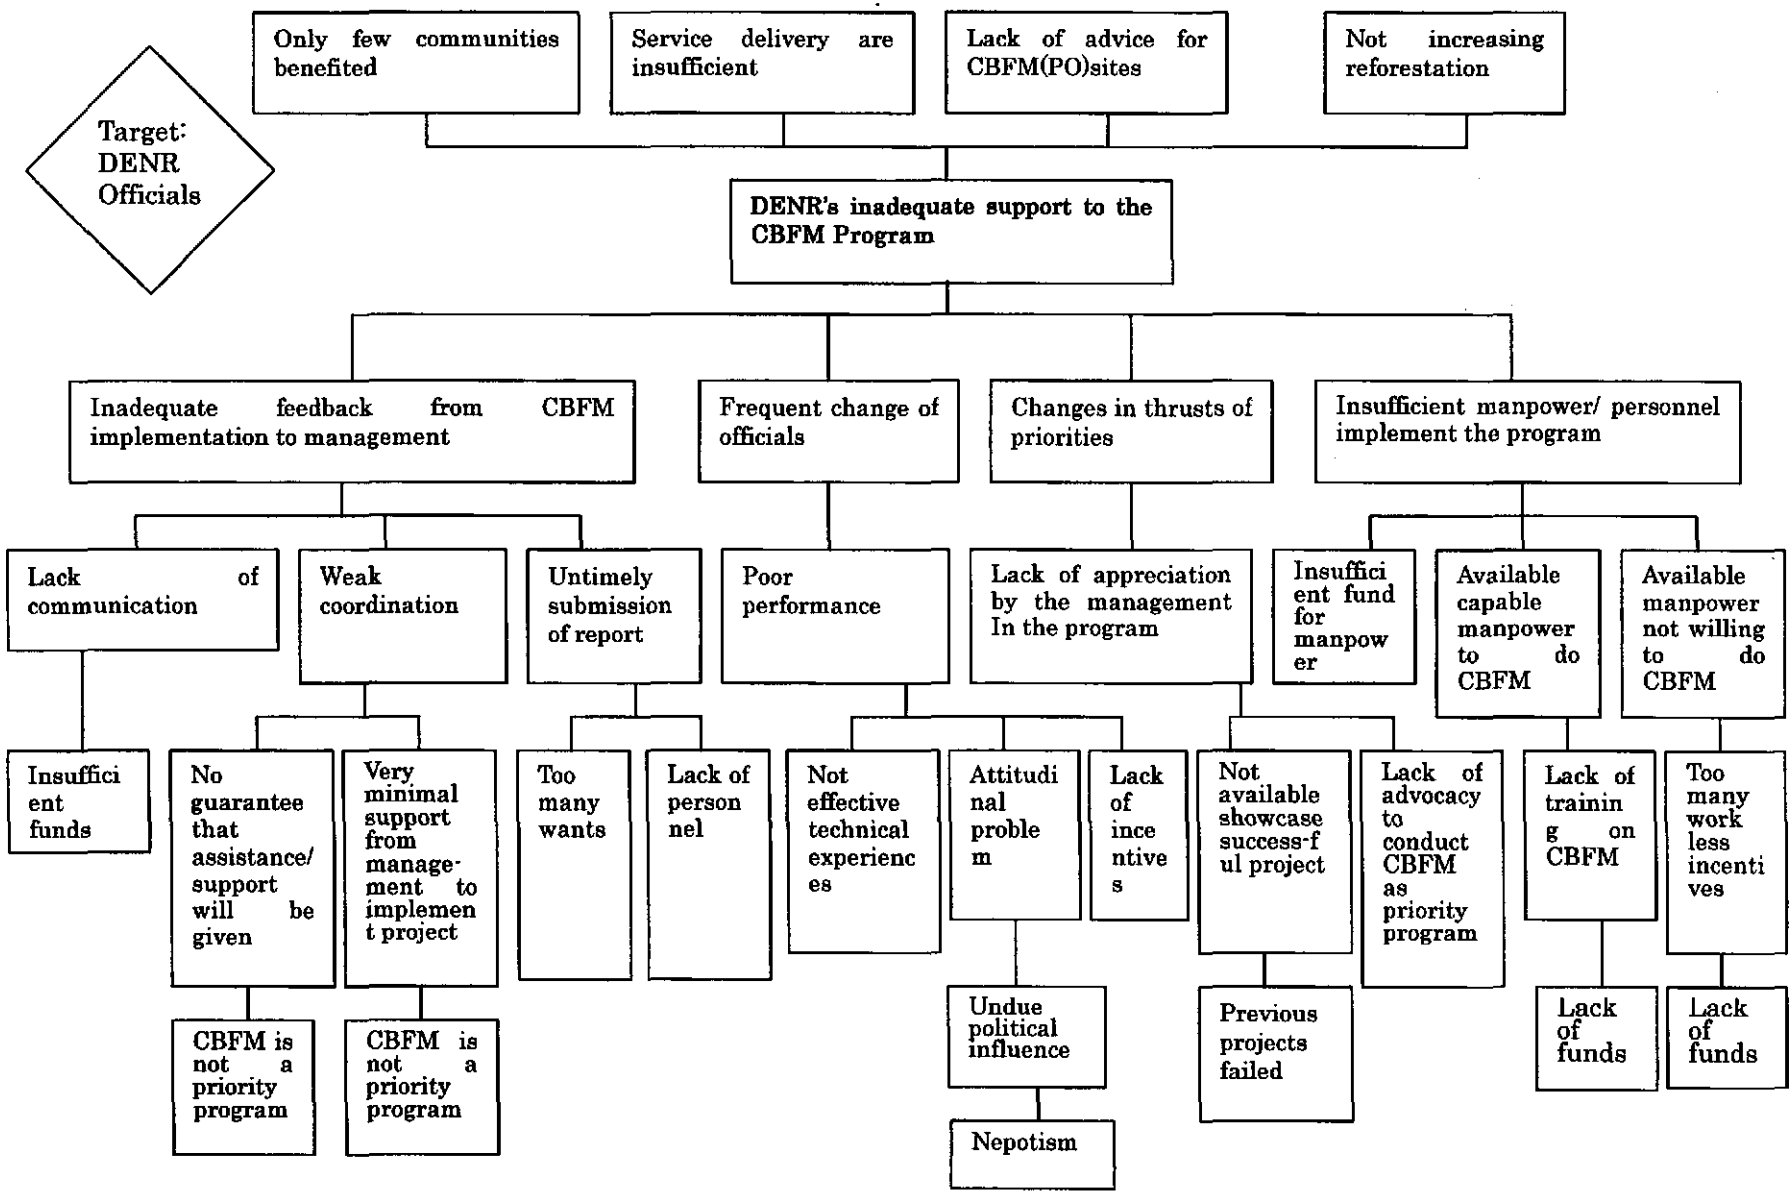 Only few communities
benefited
Service delivery are
insufficient
Lack of advice for
CBFM(PO)sites
Not increasing
reforestation
Target:
DENR
Officials
DENR's inadequate support to the
CBFM Program
Inadequate feedback from CBFM
implementation to management
Frequent change of
officials
Changes in thrusts of
priorities
Insufficient manpower/ personnel
implement the program
Lack of
communication
Weak
coordination
Untimely
submission
of report
Poor
performance
Lack of appreciation
by the management
In the program
Insuffici
ent fund
for
manpow
er
Available
capable
manpower
to do
CBFM
Available
manpower
not willing
to do
CBFM
Insuffici
ent
funds
No
guarantee
that
assistance/
support
will be
given
Very
minimal
support
from
manage-
ment to
implemen
t project
Too
many
wants
Lack of
person
nel
Not
effective
technical
experienc
es
Attitudi
nal
proble
m
Lack
of
ince
ntive
s
Not
available
showcase
success-f
ul project
Lack of
advocacy
to
conduct
CBFM
as
priority
program
Lack of
trainin
g on
CBFM
Too
many
work
less
incenti
ves
CBFM is
not a
priority
program
CBFM is
not a
priority
program
Undue
political
influence
Previous
projects
failed
Lack
of
funds
Lack
of
funds
Nepotism